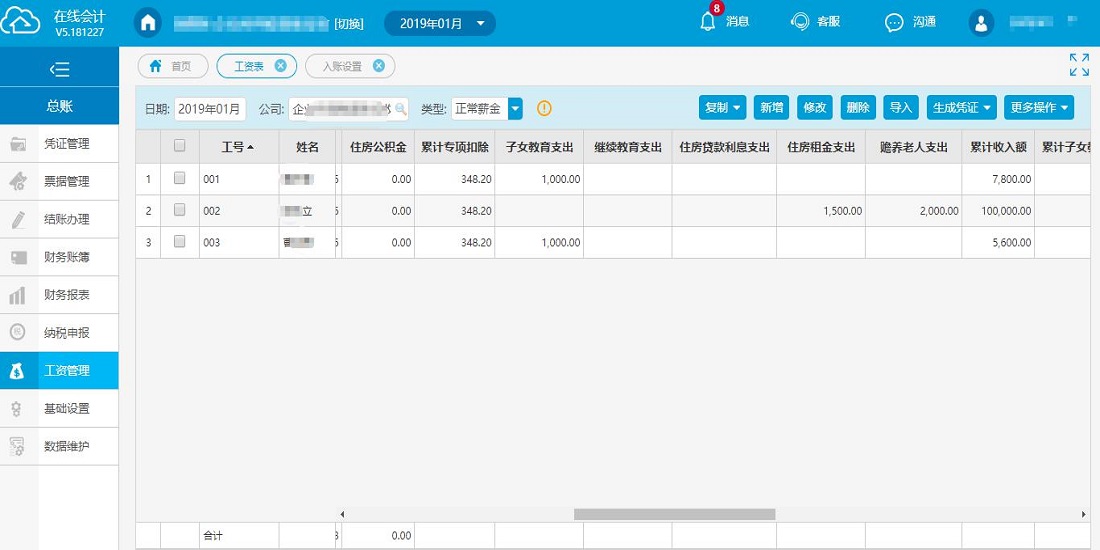 在线会计
V5.181227
[切换]
2019年01月
8
消息
客服
沟通
总账
凭证管理
票据管理
结账办理
财务账簿
财务报表
纳税申报
工资管理
基础设置
数据维护
首页
工资表
入账设置
日期: 2019年01月 公司: 企 类型: 正常薪金
复制 新增 修改 删除 导入 生成凭证 更多操作
工号 姓名 住房公积金 累计专项扣除 子女教育支出 继续教育支出 住房贷款利息支出 住房租金支出 赡养老人支出 累计收入额 累计子女
1 001 0.00 348.20 1,000.00 7,800.00
2 002 立 0.00 348.20 1,500.00 2,000.00 100,000.00
3 003 0.00 348.20 1,000.00 5,600.00
合计 0.00